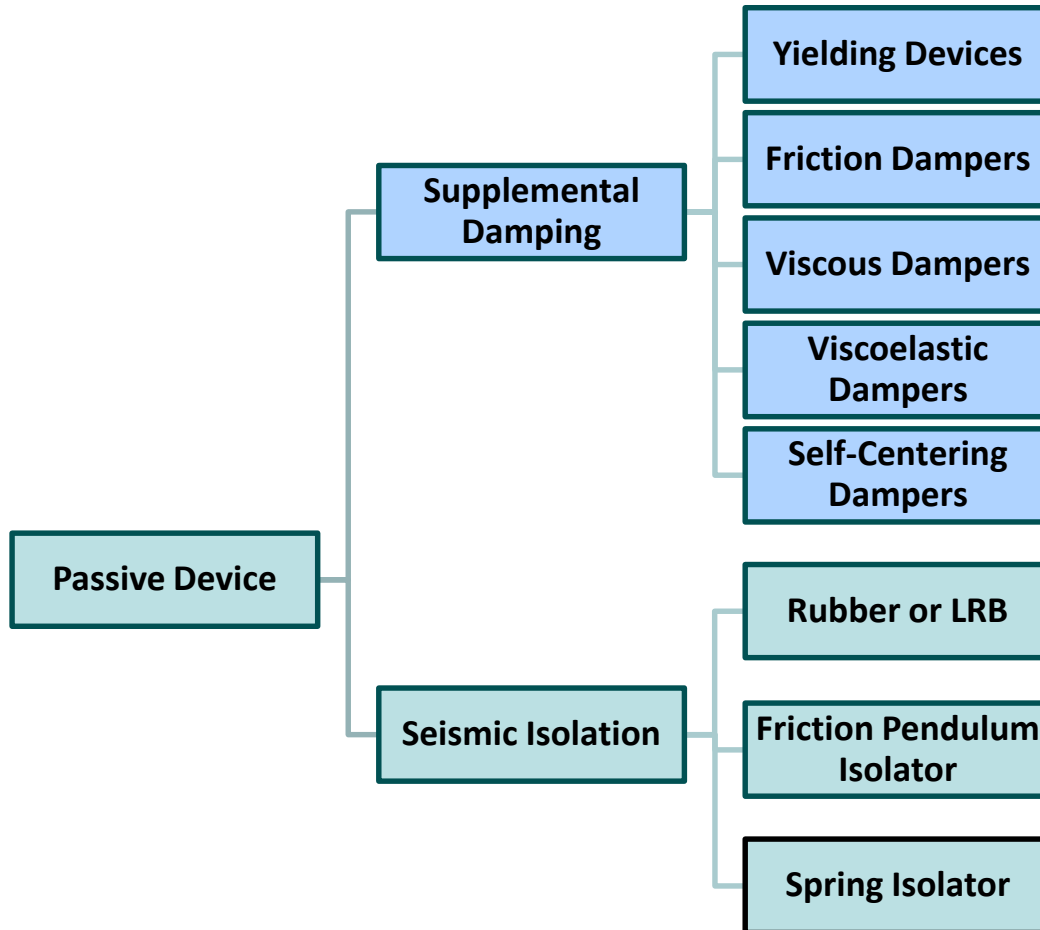 Yielding Devices
Friction Dampers
Supplemental
Damping
Viscous Dampers
Viscoelastic
Dampers
Self-Centering
Dampers
Passive Device
Rubber or LRB
Seismic Isolation
Friction Pendulum
Isolator
Spring Isolator